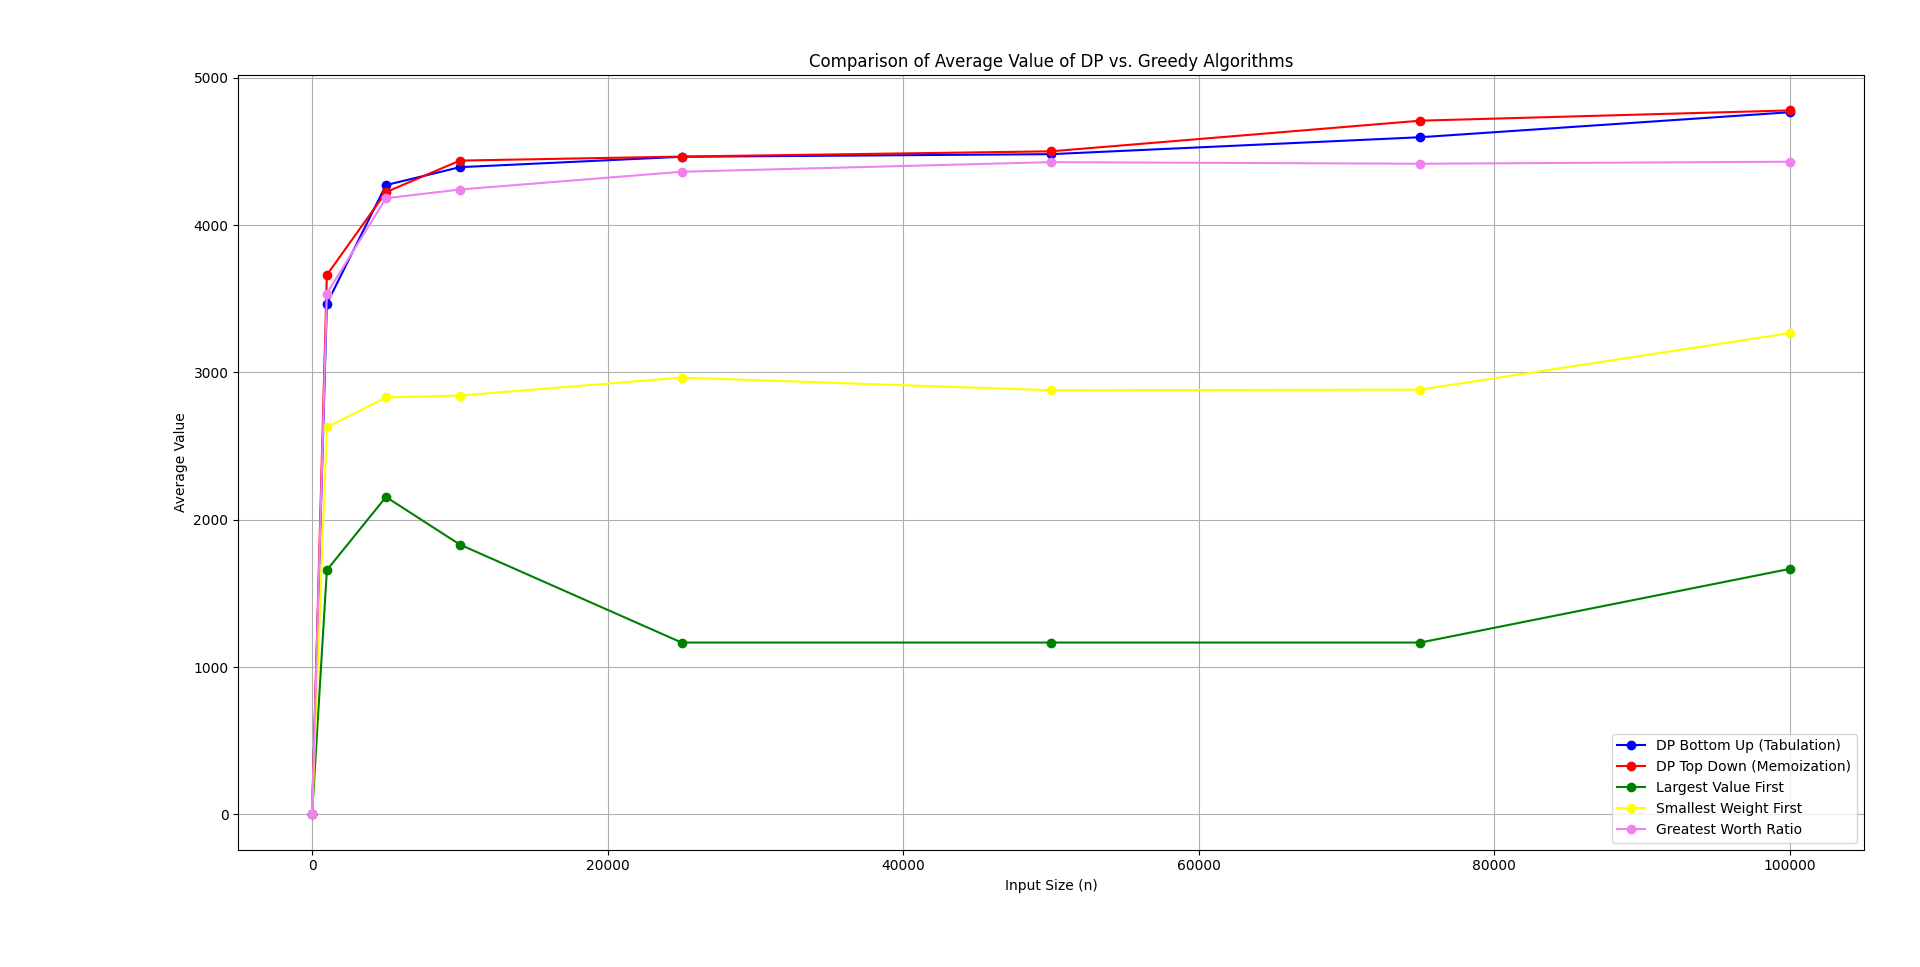 Comparison of Average Value of DP vs. Greedy Algorithms
5000
4000
3000
2000
1000
0
Average Value
0 20000 40000 60000 80000 100000
Input Size (n)
DP Bottom Up (Tabulation)
DP Top Down (Memoization)
Largest Value First
Smallest Weight First
Greatest Worth Ratio